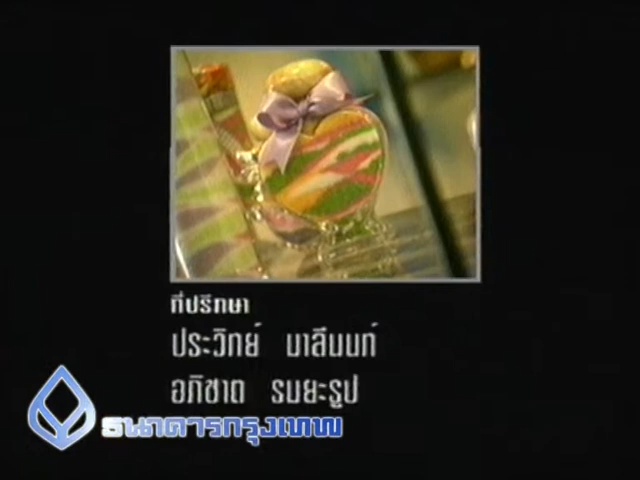 ที่ปรึกษา
ประวิทย์ มาลีนนท์
อภิชาต รมยะรูป
ธนาคารกรุงเทพ